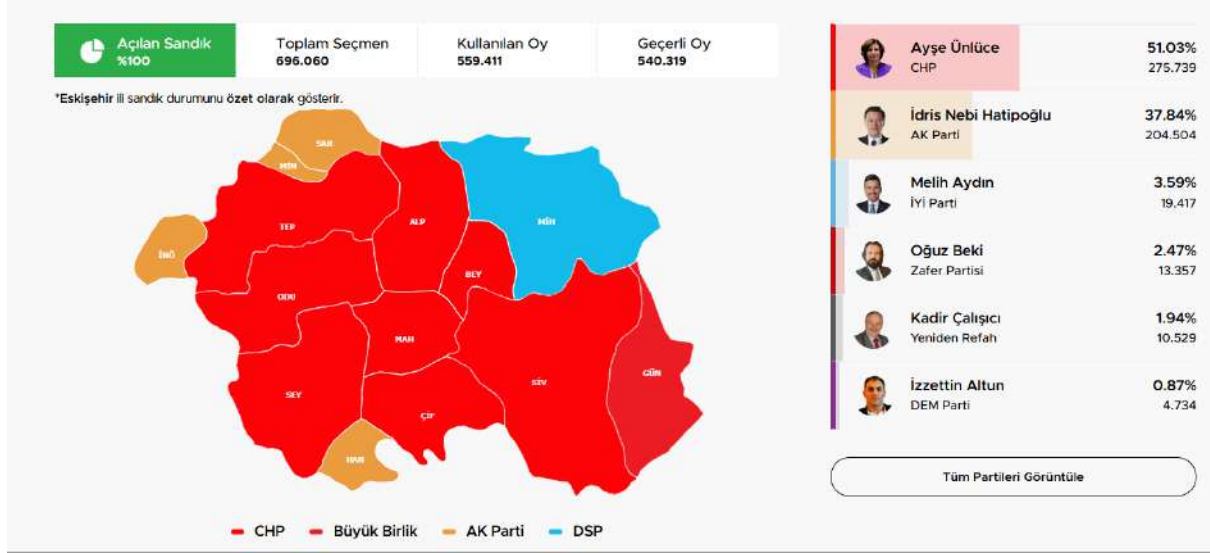 Açılan Sandık
%100
Toplam Seçmen
696.060
Kullanılan Oy
559.411
Geçerli Oy
540.319
*Eskişehir ili sandık durumunu özet olarak gösterir.
SAR
MİH
TEP
ALP
MİH
İNÖ
BEY
ODU
MAH
GÜN
SİV
SEY
ÇİF
HAN
CHP
Büyük Birlik
AK Parti
DSP
Ayşe Ünlüce
51.03%
CHP
275.739
İdris Nebi Hatipoğlu
37.84%
AK Parti
204.504
Melih Aydın
3.59%
İYİ Parti
19.417
Oğuz Beki
2.47%
Zafer Partisi
13.357
Kadir Çalışıcı
1.94%
Yeniden Refah
10.529
İzzettin Altun
0.87%
DEM Parti
4.734
Tüm Partileri Görüntüle